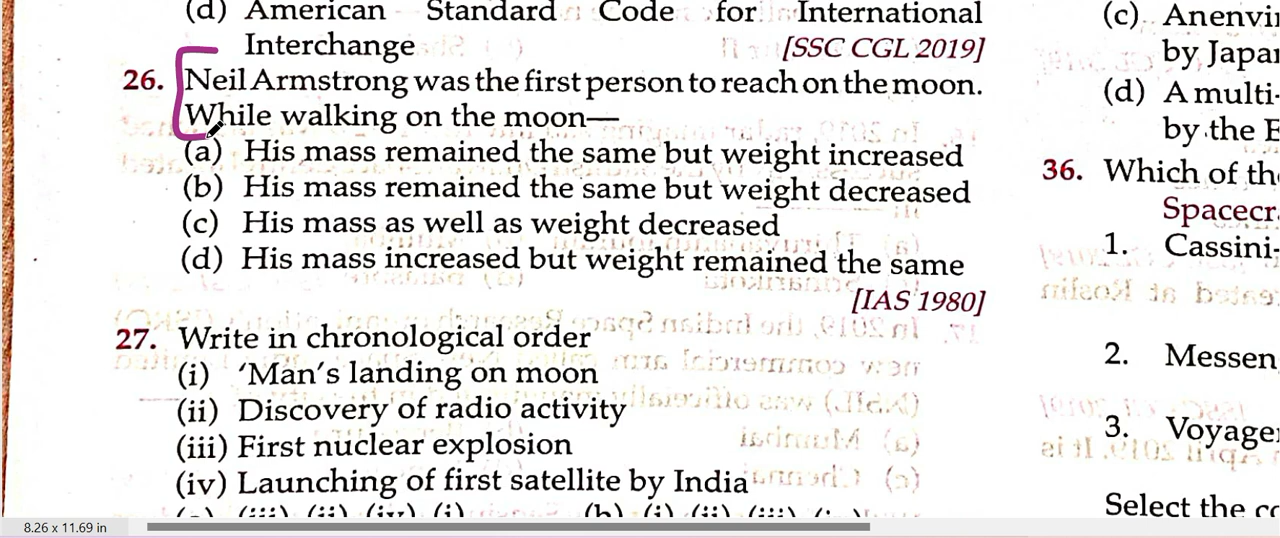 (d) American Standard Code for International
Interchange [SSC CGL 2019]
26. Neil Armstrong was the first person to reach on the moon.
While walking on the moon—
(a) His mass remained the same but weight increased
(b) His mass remained the same but weight decreased
(c) His mass as well as weight decreased
(d) His mass increased but weight remained the same
[IAS 1980]
27. Write in chronological order
(i) ‘Man’s landing on moon
(ii) Discovery of radio activity
(iii) First nuclear explosion
(iv) Launching of first satellite by India
(c)
by Japa
(d) A multi-
by the E
36. Which of th
Spacecr
1. Cassini-
2. Messen
3. Voyage
Select the co
8.26 x 11.69 in